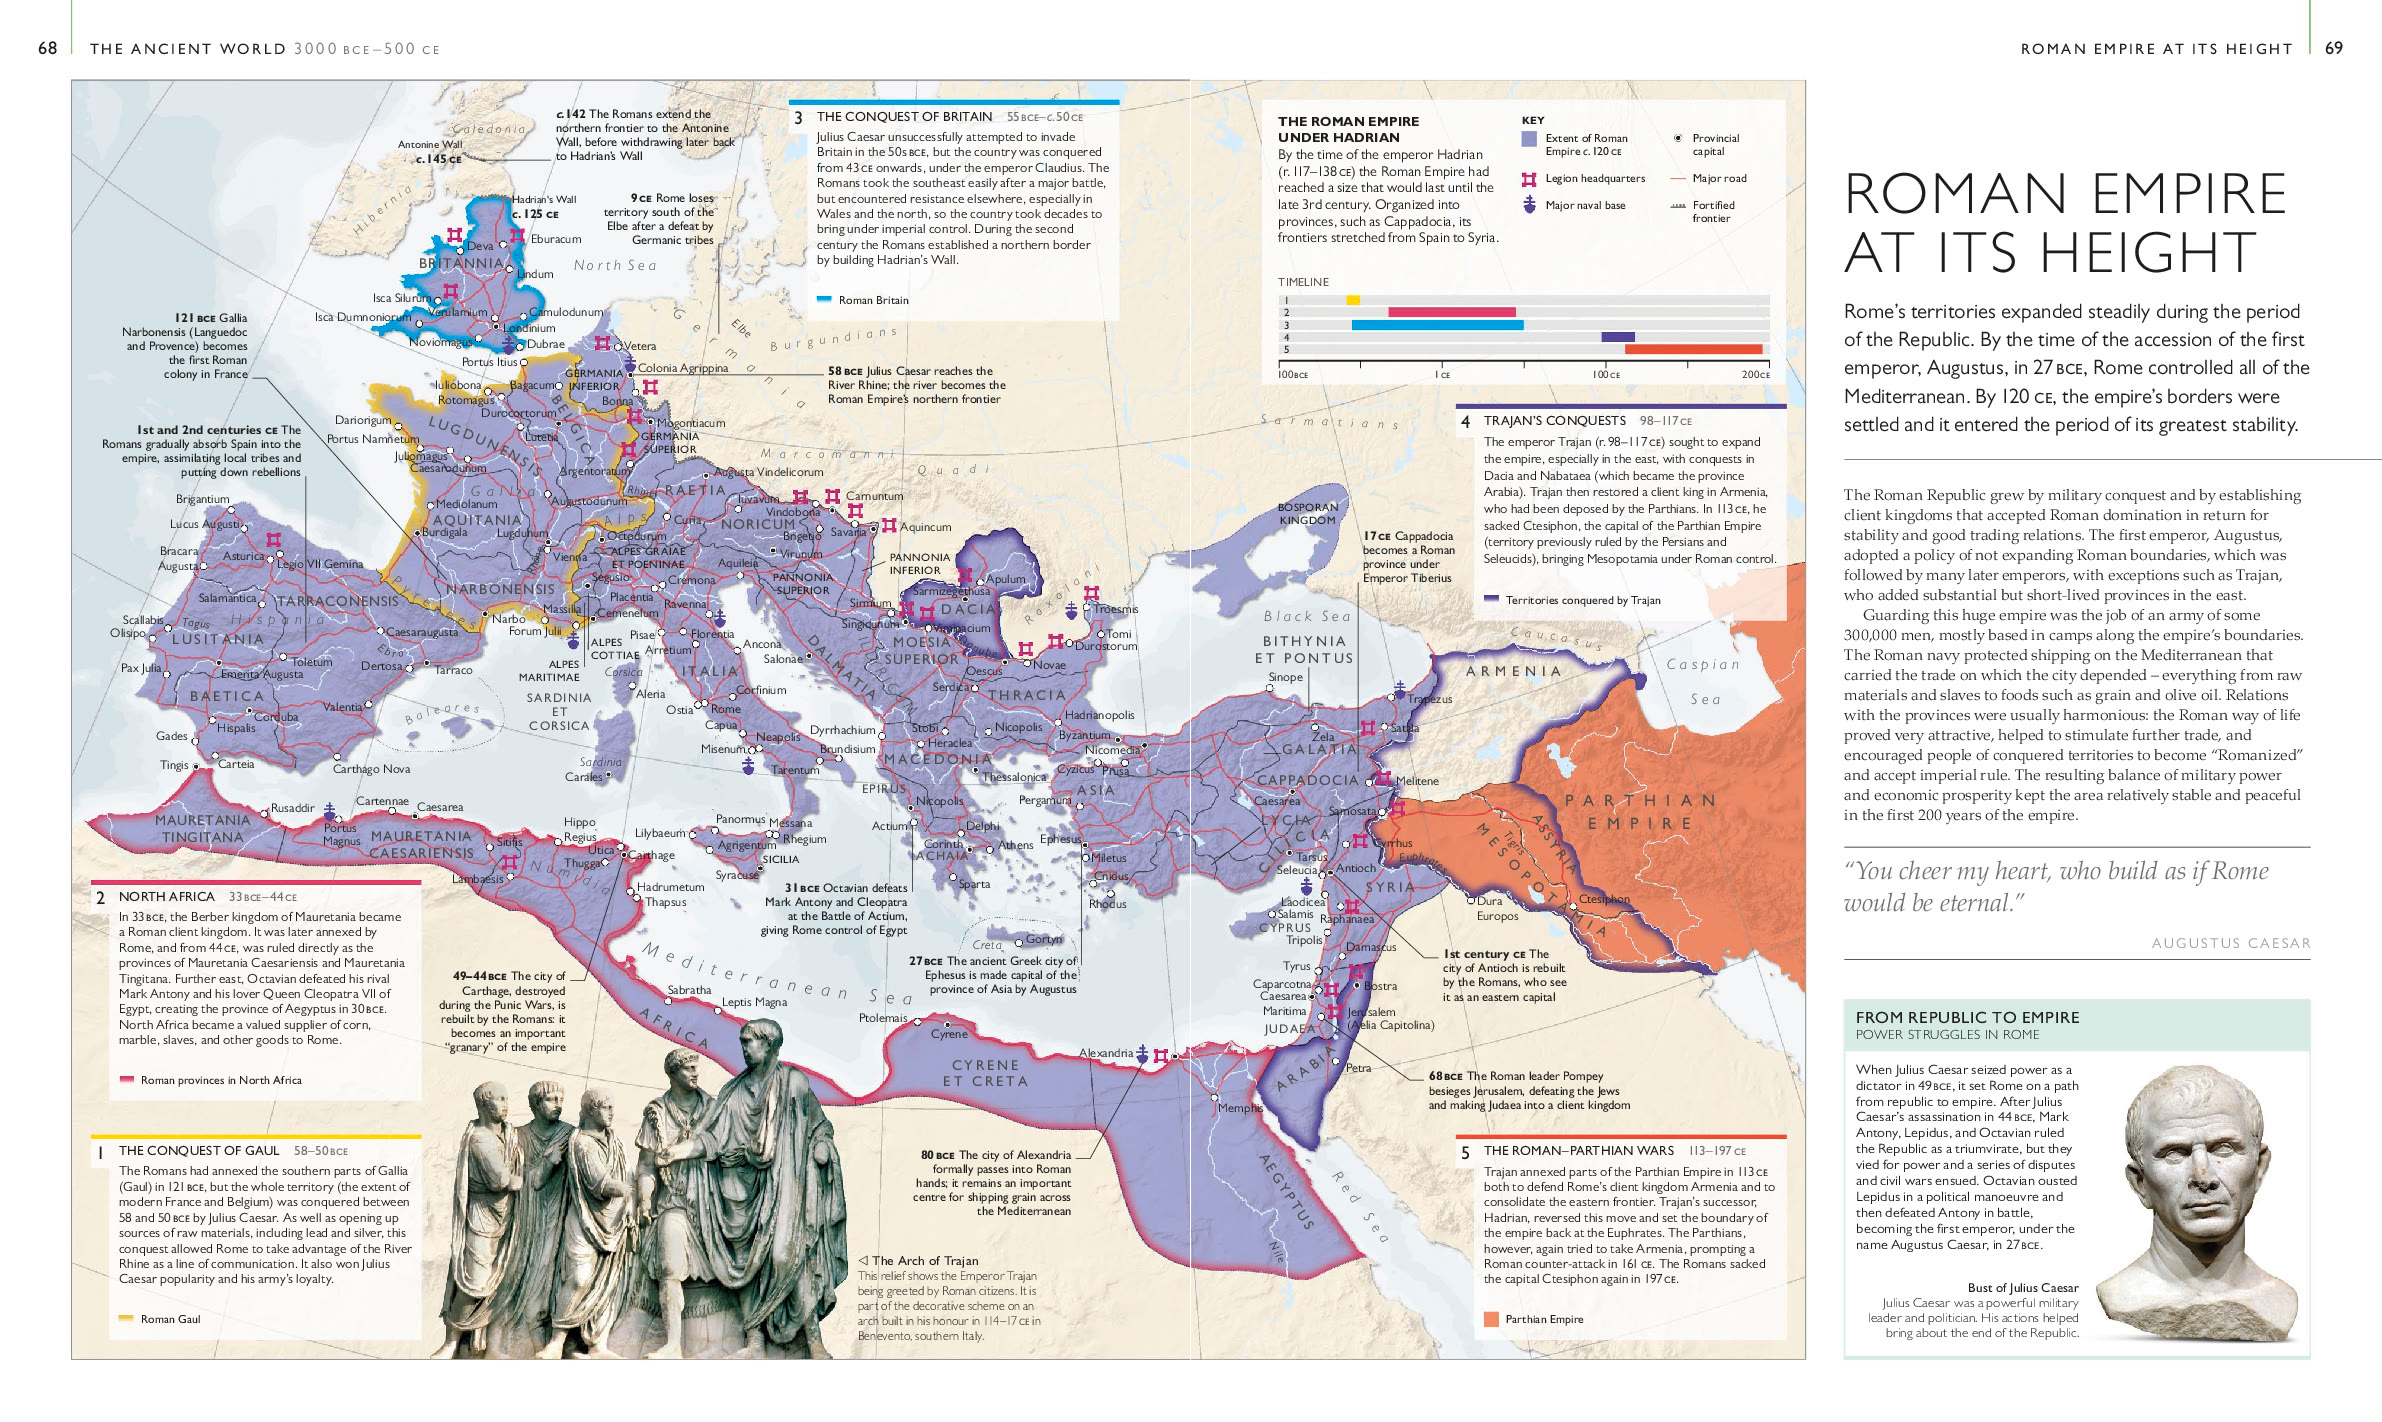 68
THE ANCIENT WORLD 3000 BCE–500 CE
ROMAN EMPIRE AT ITS HEIGHT
69
ROMAN EMPIRE
AT ITS HEIGHT
Rome’s territories expanded steadily during the period
of the Republic. By the time of the accession of the first
emperor, Augustus, in 27 BCE, Rome controlled all of the
Mediterranean. By 120 CE, the empire’s borders were
settled and it entered the period of its greatest stability.
The Roman Republic grew by military conquest and by establishing
client kingdoms that accepted Roman domination in return for
stability and good trading relations. The first emperor, Augustus,
adopted a policy of not expanding Roman boundaries, which was
followed by many later emperors, with exceptions such as Trajan,
who added substantial but short-lived provinces in the east.
Guarding this huge empire was the job of an army of some
300,000 men, mostly based in camps along the empire’s boundaries.
The Roman navy protected shipping on the Mediterranean that
carried the trade on which the city depended – everything from raw
materials and slaves to foods such as grain and olive oil. Relations
with the provinces were usually harmonious: the Roman way of life
proved very attractive, helped to stimulate further trade, and
encouraged people of conquered territories to become “Romanized”
and accept imperial rule. The resulting balance of military power
and economic prosperity kept the area relatively stable and peaceful
in the first 200 years of the empire.
“You cheer my heart, who build as if Rome
would be eternal.”
AUGUSTUS CAESAR
FROM REPUBLIC TO EMPIRE
POWER STRUGGLES IN ROME
When Julius Caesar seized power as a
dictator in 49 BCE, it set Rome on a path
from republic to empire. After Julius
Caesar’s assassination in 44 BCE, Mark
Antony, Lepidus, and Octavian ruled
the Republic as a triumvirate, but they
vied for power and a series of disputes
and civil wars ensued. Octavian ousted
Lepidus in a political manoeuvre and
then defeated Antony in battle,
becoming the first emperor, under the
name Augustus Caesar, in 27 BCE.
Bust of Julius Caesar
Julius Caesar was a powerful military
leader and politician. His actions helped
bring about the end of the Republic.
THE ROMAN EMPIRE
UNDER HADRIAN
By the time of the emperor Hadrian
(r. 117–138 CE) the Roman Empire had
reached a size that would last until the
late 3rd century. Organized into
provinces, such as Cappadocia, its
frontiers stretched from Spain to Syria.
KEY
Extent of Roman
Empire c. 120 CE
Legion headquarters
Major naval base
Provincial
capital
Major road
Fortified
frontier
TIMELINE
1
2
3
4
5
100 BCE
1 CE
100 CE
200 CE
1 THE CONQUEST OF GAUL 58–50 BCE
The Romans had annexed the southern parts of Gallia
(Gaul) in 121 BCE, but the whole territory (the extent of
modern France and Belgium) was conquered between
58 and 50 BCE by Julius Caesar. As well as opening up
sources of raw materials, including lead and silver, this
conquest allowed Rome to take advantage of the River
Rhine as a line of communication. It also won Julius
Caesar popularity and his army’s loyalty.
Roman Gaul
2 NORTH AFRICA 33 BCE–44 CE
In 33 BCE, the Berber kingdom of Mauretania became
a Roman client kingdom. It was later annexed by
Rome, and from 44 CE, was ruled directly as the
provinces of Mauretania Caesariensis and Mauretania
Tingitana. Further east, Octavian defeated his rival
Mark Antony and his lover Queen Cleopatra VII of
Egypt, creating the province of Aegyptus in 30 BCE.
North Africa became a valued supplier of corn,
marble, slaves, and other goods to Rome.
Roman provinces in North Africa
3 THE CONQUEST OF BRITAIN 55 BCE–c. 50 CE
Julius Caesar unsuccessfully attempted to invade
Britain in the 50s BCE, but the country was conquered
from 43 CE onwards, under the emperor Claudius. The
Romans took the southeast easily after a major battle,
but encountered resistance elsewhere, especially in
Wales and the north, so the country took decades to
bring under imperial control. During the second
century the Romans established a northern border
by building Hadrian’s Wall.
Roman Britain
4 TRAJAN’S CONQUESTS 98–117 CE
The emperor Trajan (r. 98–117 CE) sought to expand
the empire, especially in the east, with conquests in
Dacia and Nabataea (which became the province
Arabia). Trajan then restored a client king in Armenia,
who had been deposed by the Parthians. In 113 CE, he
sacked Ctesiphon, the capital of the Parthian Empire
(territory previously ruled by the Persians and
Seleucids), bringing Mesopotamia under Roman control.
Territories conquered by Trajan
5 THE ROMAN–PARTHIAN WARS 113–197 CE
Trajan annexed parts of the Parthian Empire in 113 CE
both to defend Rome’s client kingdom Armenia and to
consolidate the eastern frontier. Trajan’s successor,
Hadrian, reversed this move and set the boundary of
the empire back at the Euphrates. The Parthians,
however, again tried to take Armenia, prompting a
Roman counter-attack in 161 CE. The Romans sacked
the capital Ctesiphon again in 197 CE.
Parthian Empire
c. 142 The Romans extend the
northern frontier to the Antonine
Wall, before withdrawing later back
to Hadrian’s Wall
9 CE Rome loses
territory south of the
Elbe after a defeat by
Germanic tribes
121 BCE Gallia
Narbonensis (Languedoc
and Provence) becomes
the first Roman
colony in France
1st and 2nd centuries CE The
Romans gradually absorb Spain into the
empire, assimilating local tribes and
putting down rebellions
58 BCE Julius Caesar reaches the
River Rhine; the river becomes the
Roman Empire’s northern frontier
17 CE Cappadocia
becomes a Roman
province under
Emperor Tiberius
31 BCE Octavian defeats
Mark Antony and Cleopatra
at the Battle of Actium,
giving Rome control of Egypt
27 BCE The ancient Greek city of
Ephesus is made capital of the
province of Asia by Augustus
49–44 BCE The city of
Carthage, destroyed
during the Punic Wars, is
rebuilt by the Romans: it
becomes an important
“granary” of the empire
1st century CE The
city of Antioch is rebuilt
by the Romans, who see
it as an eastern capital
68 BCE The Roman leader Pompey
besieges Jerusalem, defeating the Jews
and making Judaea into a client kingdom
80 BCE The city of Alexandria
formally passes into Roman
hands; it remains an important
centre for shipping grain across
the Mediterranean
◁ The Arch of Trajan
This relief shows the Emperor Trajan
being greeted by Roman citizens. It is
part of the decorative scheme on an
arch built in his honour in 114–17 CE in
Benevento, southern Italy.
Caledonia
Antonine Wall
c. 145 CE
Hibernia
Hadrian’s Wall
c. 125 CE
Eburacum
Deva
BRITANNIA
Lindum
North Sea
Isca Silurum
Isca Dumnoniorum
Verulamium
Camulodunum
Londinium
Noviomagus
Dubrae
Portus Itius
Vetera
Colonia Agrippina
Germania
Elbe
Burgundians
GERMANIA
INFERIOR
Iuliobona
Bagacum
Rotomagus
Durocortorum
BELGICA
Bonna
Mogontiacum
GERMANIA
SUPERIOR
Dariorigum
Portus Namnetum
LUGDUNENSIS
Lutetia
Juliomagus
Caesarodunum
Argentoratum
Marcomanni
Quadi
Sarmatians
Augusta Vindelicorum
Rhine
RAETIA
Gallia
Augustodunum
Mediolanum
AQUITANIA
Burdigala
Lugdunum
Rhône
Vienna
Alps
Octodurum
Curia
ALPES GRAIAE
ET POENINAE
Iuvavum
NORICUM
Vindobona
Carnuntum
Brigetio
Savaria
Aquincum
Virunum
PANNONIA
SUPERIOR
PANNONIA
INFERIOR
Aquileia
Brigantium
Lucus Augusti
Bracara
Augusta
Asturica
Legio VII Gemina
Salamantica
TARRACONENSIS
Hispania
Scallabis
Olisipo
Tagus
LUSITANIA
Pax Julia
Emerita Augusta
Toletum
Caesaraugusta
Ebro
Dertosa
Tarraco
Pyrenees
BAETICA
Corduba
Hispalis
Gades
Carteia
Tingis
Valentia
Carthago Nova
Baleares
NARBONENSIS
Narbo
Massilia
Forum Julii
Segusio
Cemenelum
ALPES
COTTIAE
ALPES
MARITIMAE
Placentia
Cremona
Ravenna
Pisae
Florentia
Arretium
Ancona
ITALIA
Corsica
Aleria
SARDINIA
ET
CORSICA
Sardinia
Carales
Corfinium
Ostia
Rome
Capua
Neapolis
Misenum
Tarentum
Brundisium
Salonae
DALMATIA
Illyricum
Dyrrhachium
Sirmium
Singidunum
Viminacium
MOESIA
SUPERIOR
Danube
Sarmizegethusa
Apulum
DACIA
Roxolani
Troesmis
Tomi
Durostorum
Novae
Oescus
Serdica
THRACIA
Hadrianopolis
Stobi
Nicopolis
Heraclea
MACEDONIA
Thessalonica
Byzantium
Nicomedia
Cyzicus
Prusa
EPIRUS
Nicopolis
Actium
Delphi
Corinth
Athens
ACHAIA
Sparta
Pergamum
ASIA
Ephesus
Miletus
Cnidus
Rhodus
Creta
Gortyn
BOSPORAN
KINGDOM
Black Sea
BITHYNIA
ET PONTUS
Sinope
Zela
GALATIA
CAPPADOCIA
Caesarea
LYCIA
CILICIA
Trapezus
Satala
Melitene
Samosata
Cyrrhus
Tarsus
Seleucia
Antioch
SYRIA
Laodicea
Salamis
Raphanaea
CYPRUS
Tripolis
Damascus
Tyrus
Caparcotna
Caesarea
Maritima
Bostra
Jerusalem
(Aelia Capitolina)
JUDAEA
ARABIA
Petra
Caucasus
ARMENIA
Caspian
Sea
PARTHIAN
EMPIRE
ASSYRIA
Tigris
MESOPOTAMIA
Euphrates
Dura
Europos
Ctesiphon
MAURETANIA
TINGITANA
Rusaddir
Portus
Magnus
Cartennae
Caesarea
MAURETANIA
CAESARIENSIS
Sitifis
Hippo
Regius
Utica
Thugga
Carthage
Numidia
Lambaesis
Hadrumetum
Thapsus
Lilybaeum
Panormus
Messana
Rhegium
Agrigentum
SICILIA
Syracuse
Mediterranean Sea
Sabratha
Leptis Magna
AFRICA
Ptolemais
Cyrene
CYRENE
ET CRETA
Alexandria
Memphis
AEGYPTUS
Nile
Red Sea